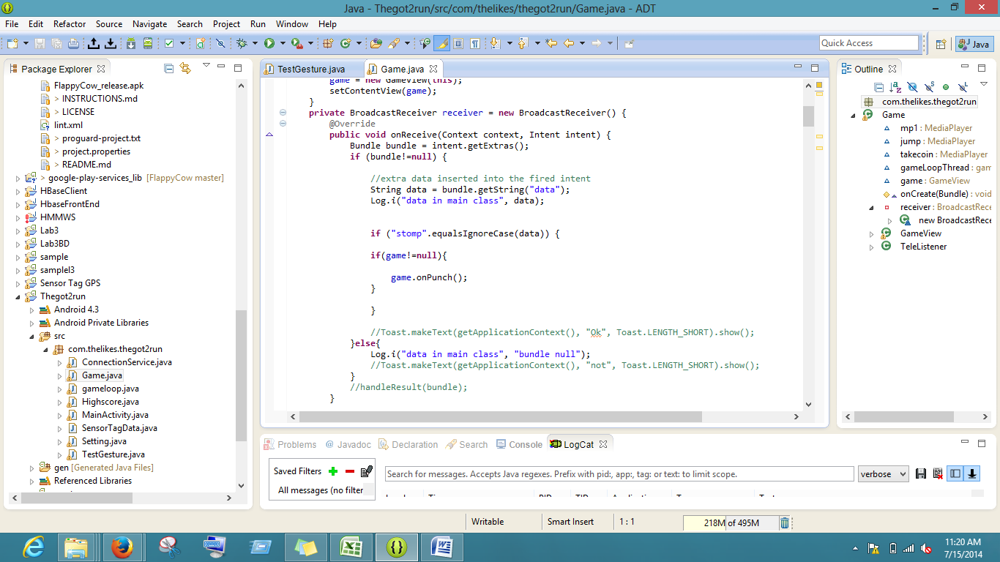 Java - Thegot2run/src/com/thelikes/thegot2run/Game.java - ADT
File Edit Refactor Source Navigate Search Project Run Window Help
Quick Access
Java
Package Explorer
FlappyCow_release.apk
> INSTRUCTIONS.md
> LICENSE
lint.xml
> proguard-project.txt
> project.properties
> README.md
> google-play-services_lib [FlappyCow master]
HBaseClient
HbaseFrontEnd
HMMWS
Lab3
Lab3BD
sample
samplel3
Sensor Tag GPS
Thegot2run
Android 4.3
Android Private Libraries
src
com.thelikes.thegot2run
ConnectionService.java
Game.java
gameloop.java
Highscore.java
MainActivity.java
SensorTagData.java
Setting.java
TestGesture.java
gen [Generated Java Files]
Referenced Libraries
TestGesture.java
Game.java
game = new GameView(this);
setContentView(game);
}
private BroadcastReceiver receiver = new BroadcastReceiver() {
@Override
public void onReceive(Context context, Intent intent) {
Bundle bundle = intent.getExtras();
if (bundle!=null) {
//extra data inserted into the fired intent
String data = bundle.getString("data");
Log.i("data in main class", data);
if ("stomp".equalsIgnoreCase(data)) {
if(game!=null){
game.onPunch();
}
}
//Toast.makeText(getApplicationContext(), "Ok", Toast.LENGTH_SHORT).show();
}else{
Log.i("data in main class", "bundle null");
//Toast.makeText(getApplicationContext(), "not", Toast.LENGTH_SHORT).show();
}
//handleResult(bundle);
}
Outline
com.thelikes.thegot2run
Game
mp1 : MediaPlayer
jump : MediaPlayer
takecoin : MediaPlayer
gameLoopThread : gam
game : GameView
onCreate(Bundle) : void
receiver : BroadcastRece
new BroadcastRece
GameView
TeleListener
Problems @ Javadoc Declaration Search Console LogCat
Saved Filters
All messages (no filter
Search for messages. Accepts Java regexes. Prefix with pid:, app:, tag: or text: to limit scope.
verbose
Writable
Smart Insert
1 : 1
218M of 495M
11:20 AM
7/15/2014